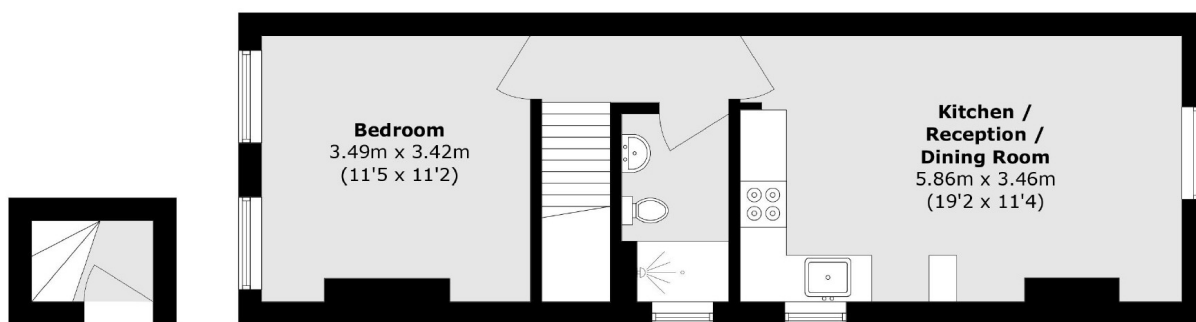 Bedroom
3.49m x 3.42m
(11'5 x 11'2)
Kitchen /
Reception /
Dining Room
5.86m x 3.46m
(19'2 x 11'4)